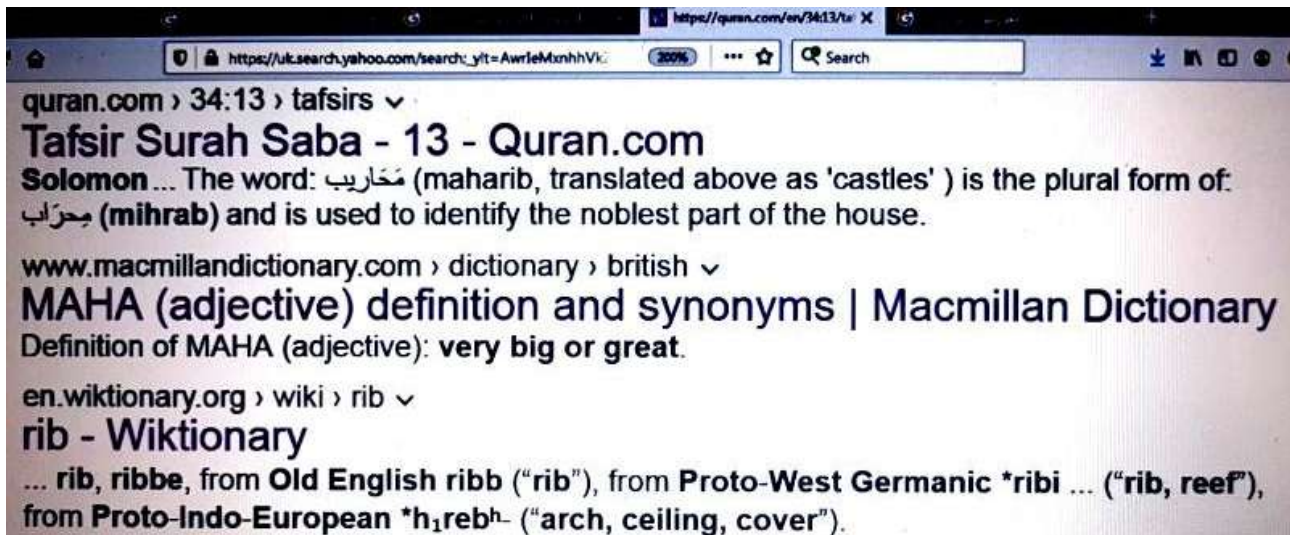 https://quran.com/en/34:13/ta
https://uk.search.yahoo.com/search;_ylt=AwrIeMxnhhVk
200%
Search
quran.com › 34:13 › tafsirs
Tafsir Surah Saba - 13 - Quran.com
Solomon ... The word: مَحَارِيب (maharib, translated above as 'castles' ) is the plural form of:
مِحرَاب (mihrab) and is used to identify the noblest part of the house.
www.macmillandictionary.com › dictionary › british
MAHA (adjective) definition and synonyms | Macmillan Dictionary
Definition of MAHA (adjective): very big or great.
en.wiktionary.org › wiki › rib
rib - Wiktionary
... rib, ribbe, from Old English ribb (“rib”), from Proto-West Germanic *ribi ... (“rib, reef”),
from Proto-Indo-European *h₁rebʰ- (“arch, ceiling, cover”).